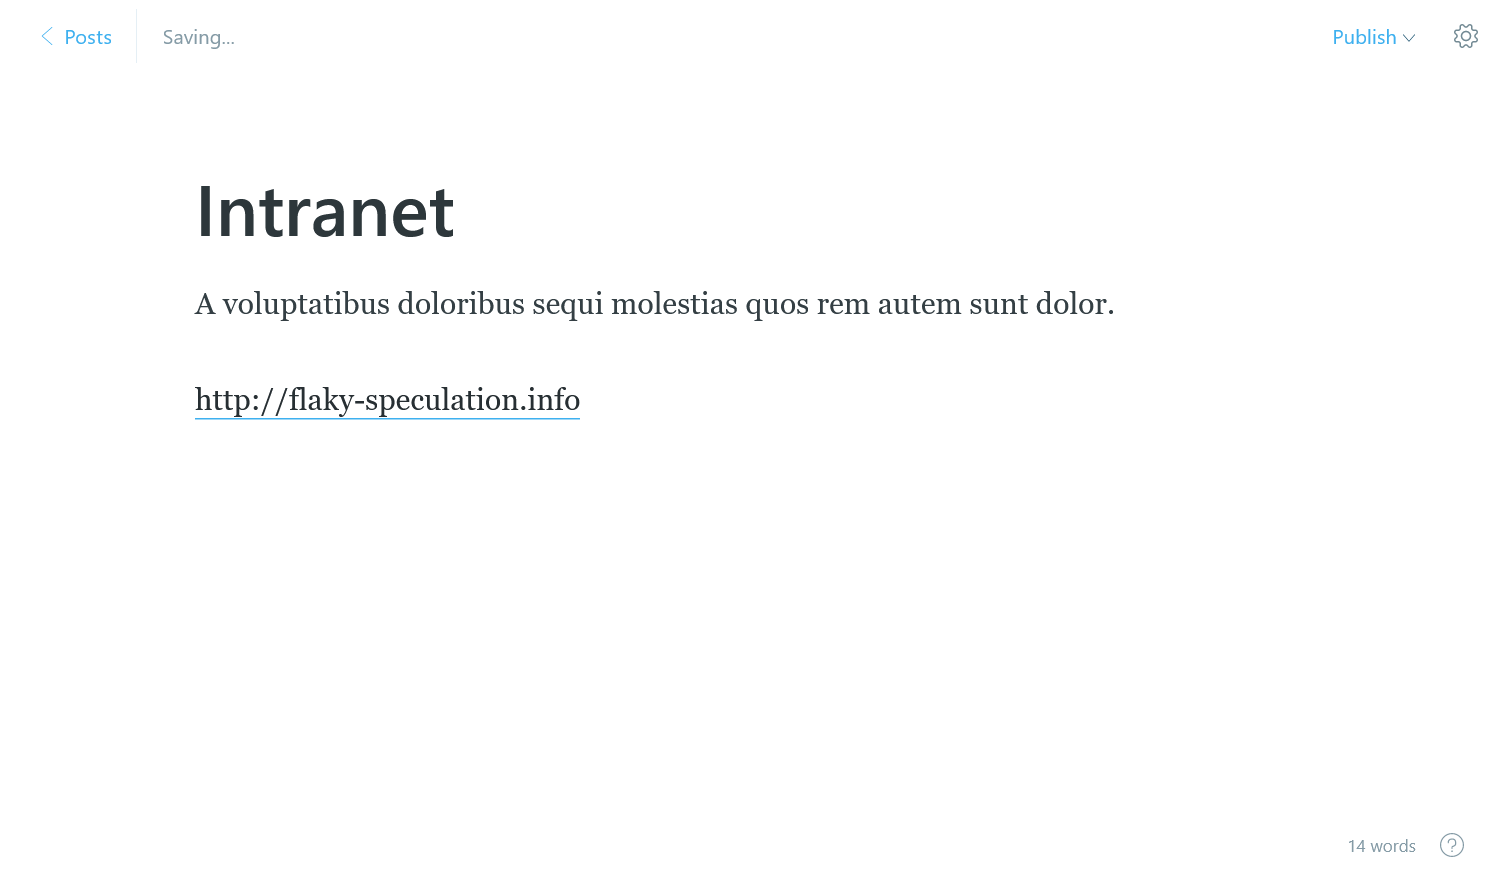 Posts
Saving...
Publish
Intranet
A voluptatibus doloribus sequi molestias quos rem autem sunt dolor.
http://flaky-speculation.info
14 words
?